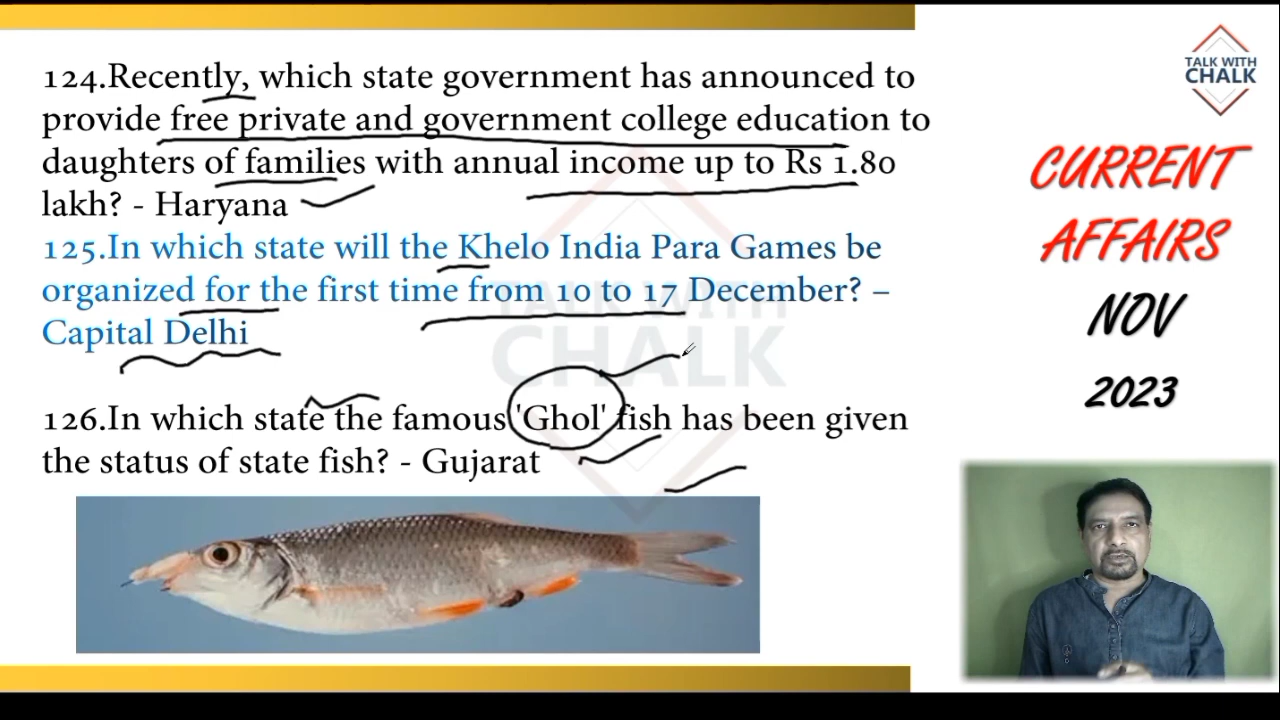 124.Recently, which state government has announced to
provide free private and government college education to
daughters of families with annual income up to Rs 1.80
lakh? - Haryana
125.In which state will the Khelo India Para Games be
organized for the first time from 10 to 17 December? –
Capital Delhi
126.In which state the famous 'Ghol' fish has been given
the status of state fish? - Gujarat
TALK WITH
CHALK
TALK WITH
CHALK
CURRENT
AFFAIRS
NOV
2023